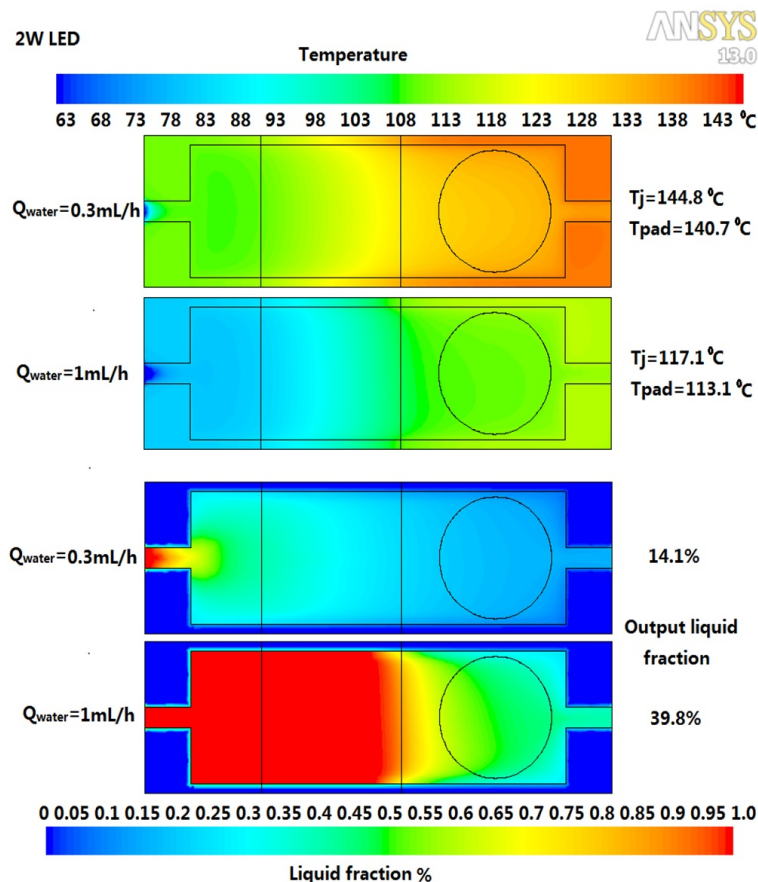 ANSYS
13.0
2W LED
Temperature
63 68 73 78 83 88 93 98 103 108 113 118 123 128 133 138 143 ⁰C
Qwater=0.3mL/h
Tj=144.8 ⁰C
Tpad=140.7 ⁰C
Qwater=1mL/h
Tj=117.1 ⁰C
Tpad=113.1 ⁰C
Qwater=0.3mL/h
14.1%
Output liquid
fraction
Qwater=1mL/h
39.8%
0 0.05 0.1 0.15 0.2 0.25 0.3 0.35 0.4 0.45 0.5 0.55 0.6 0.65 0.7 0.75 0.8 0.85 0.9 0.95 1.0
Liquid fraction %